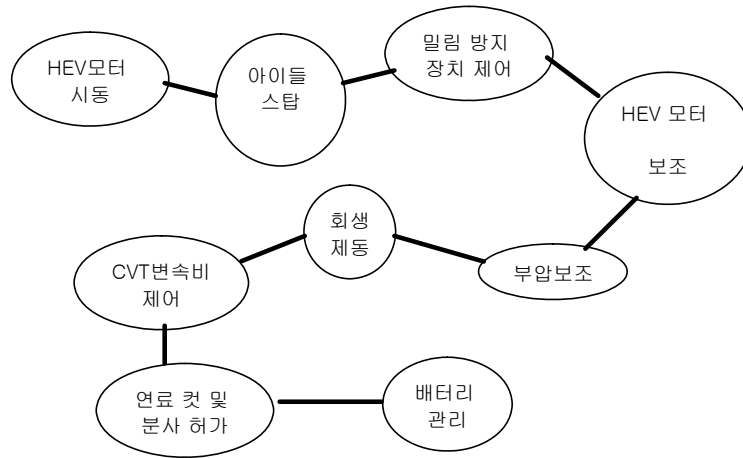 HEV모터
시동
아이들
스탑
밀림 방지
장치 제어
HEV 모터
보조
부압보조
회생
제동
CVT변속비
제어
연료 컷 및
분사 허가
배터리
관리